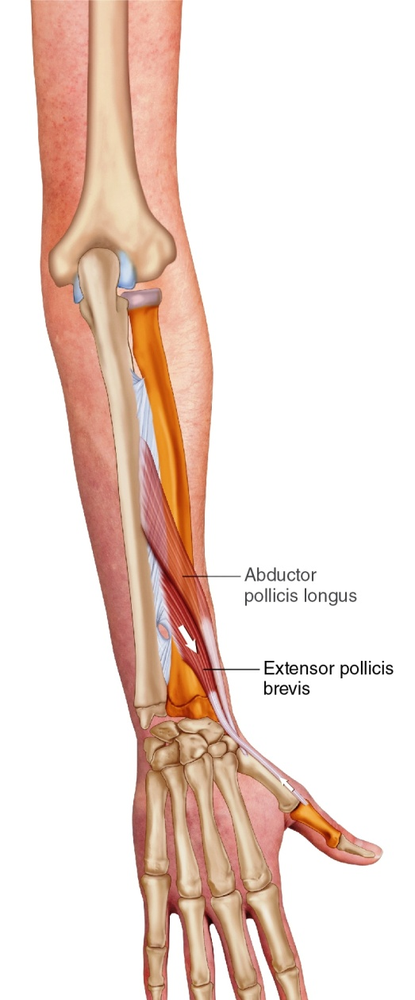 Abductor
pollicis longus
Extensor pollicis
brevis